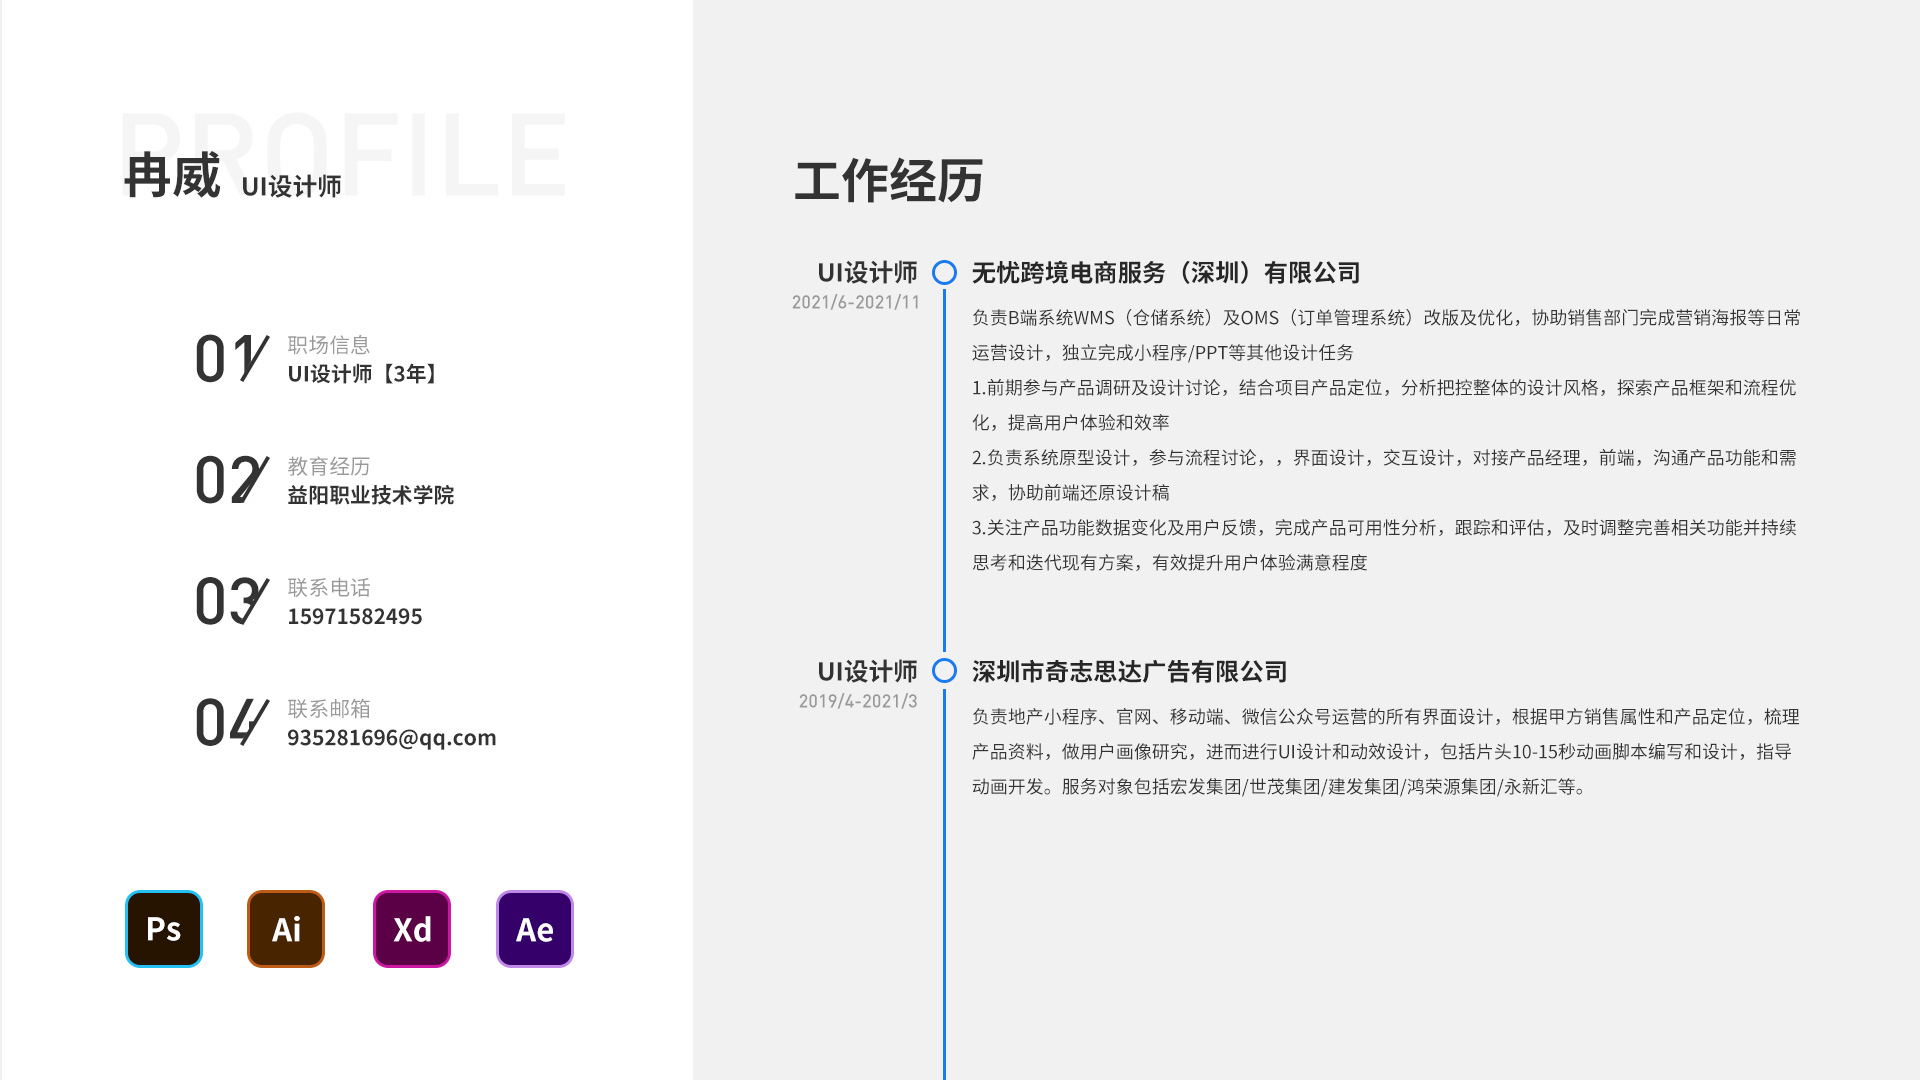 PROFILE
冉威 UI设计师
01
职场信息
UI设计师【3年】
02
教育经历
益阳职业技术学院
03
联系电话
15971582495
04
联系邮箱
935281696@qq.com
Ps
Ai
Xd
Ae
工作经历
UI设计师
2021/6-2021/11
无忧跨境电商服务（深圳）有限公司
负责B端系统WMS（仓储系统）及OMS（订单管理系统）改版及优化，协助销售部门完成营销海报等日常
运营设计，独立完成小程序/PPT等其他设计任务
1.前期参与产品调研及设计讨论，结合项目产品定位，分析把控整体的设计风格，探索产品框架和流程优
化，提高用户体验和效率
2.负责系统原型设计，参与流程讨论，，界面设计，交互设计，对接产品经理，前端，沟通产品功能和需
求，协助前端还原设计稿
3.关注产品功能数据变化及用户反馈，完成产品可用性分析，跟踪和评估，及时调整完善相关功能并持续
思考和迭代现有方案，有效提升用户体验满意程度
UI设计师
2019/4-2021/3
深圳市奇志思达广告有限公司
负责地产小程序、官网、移动端、微信公众号运营的所有界面设计，根据甲方销售属性和产品定位，梳理
产品资料，做用户画像研究，进而进行UI设计和动效设计，包括片头10-15秒动画脚本编写和设计，指导
动画开发。服务对象包括宏发集团/世茂集团/建发集团/鸿荣源集团/永新汇等。